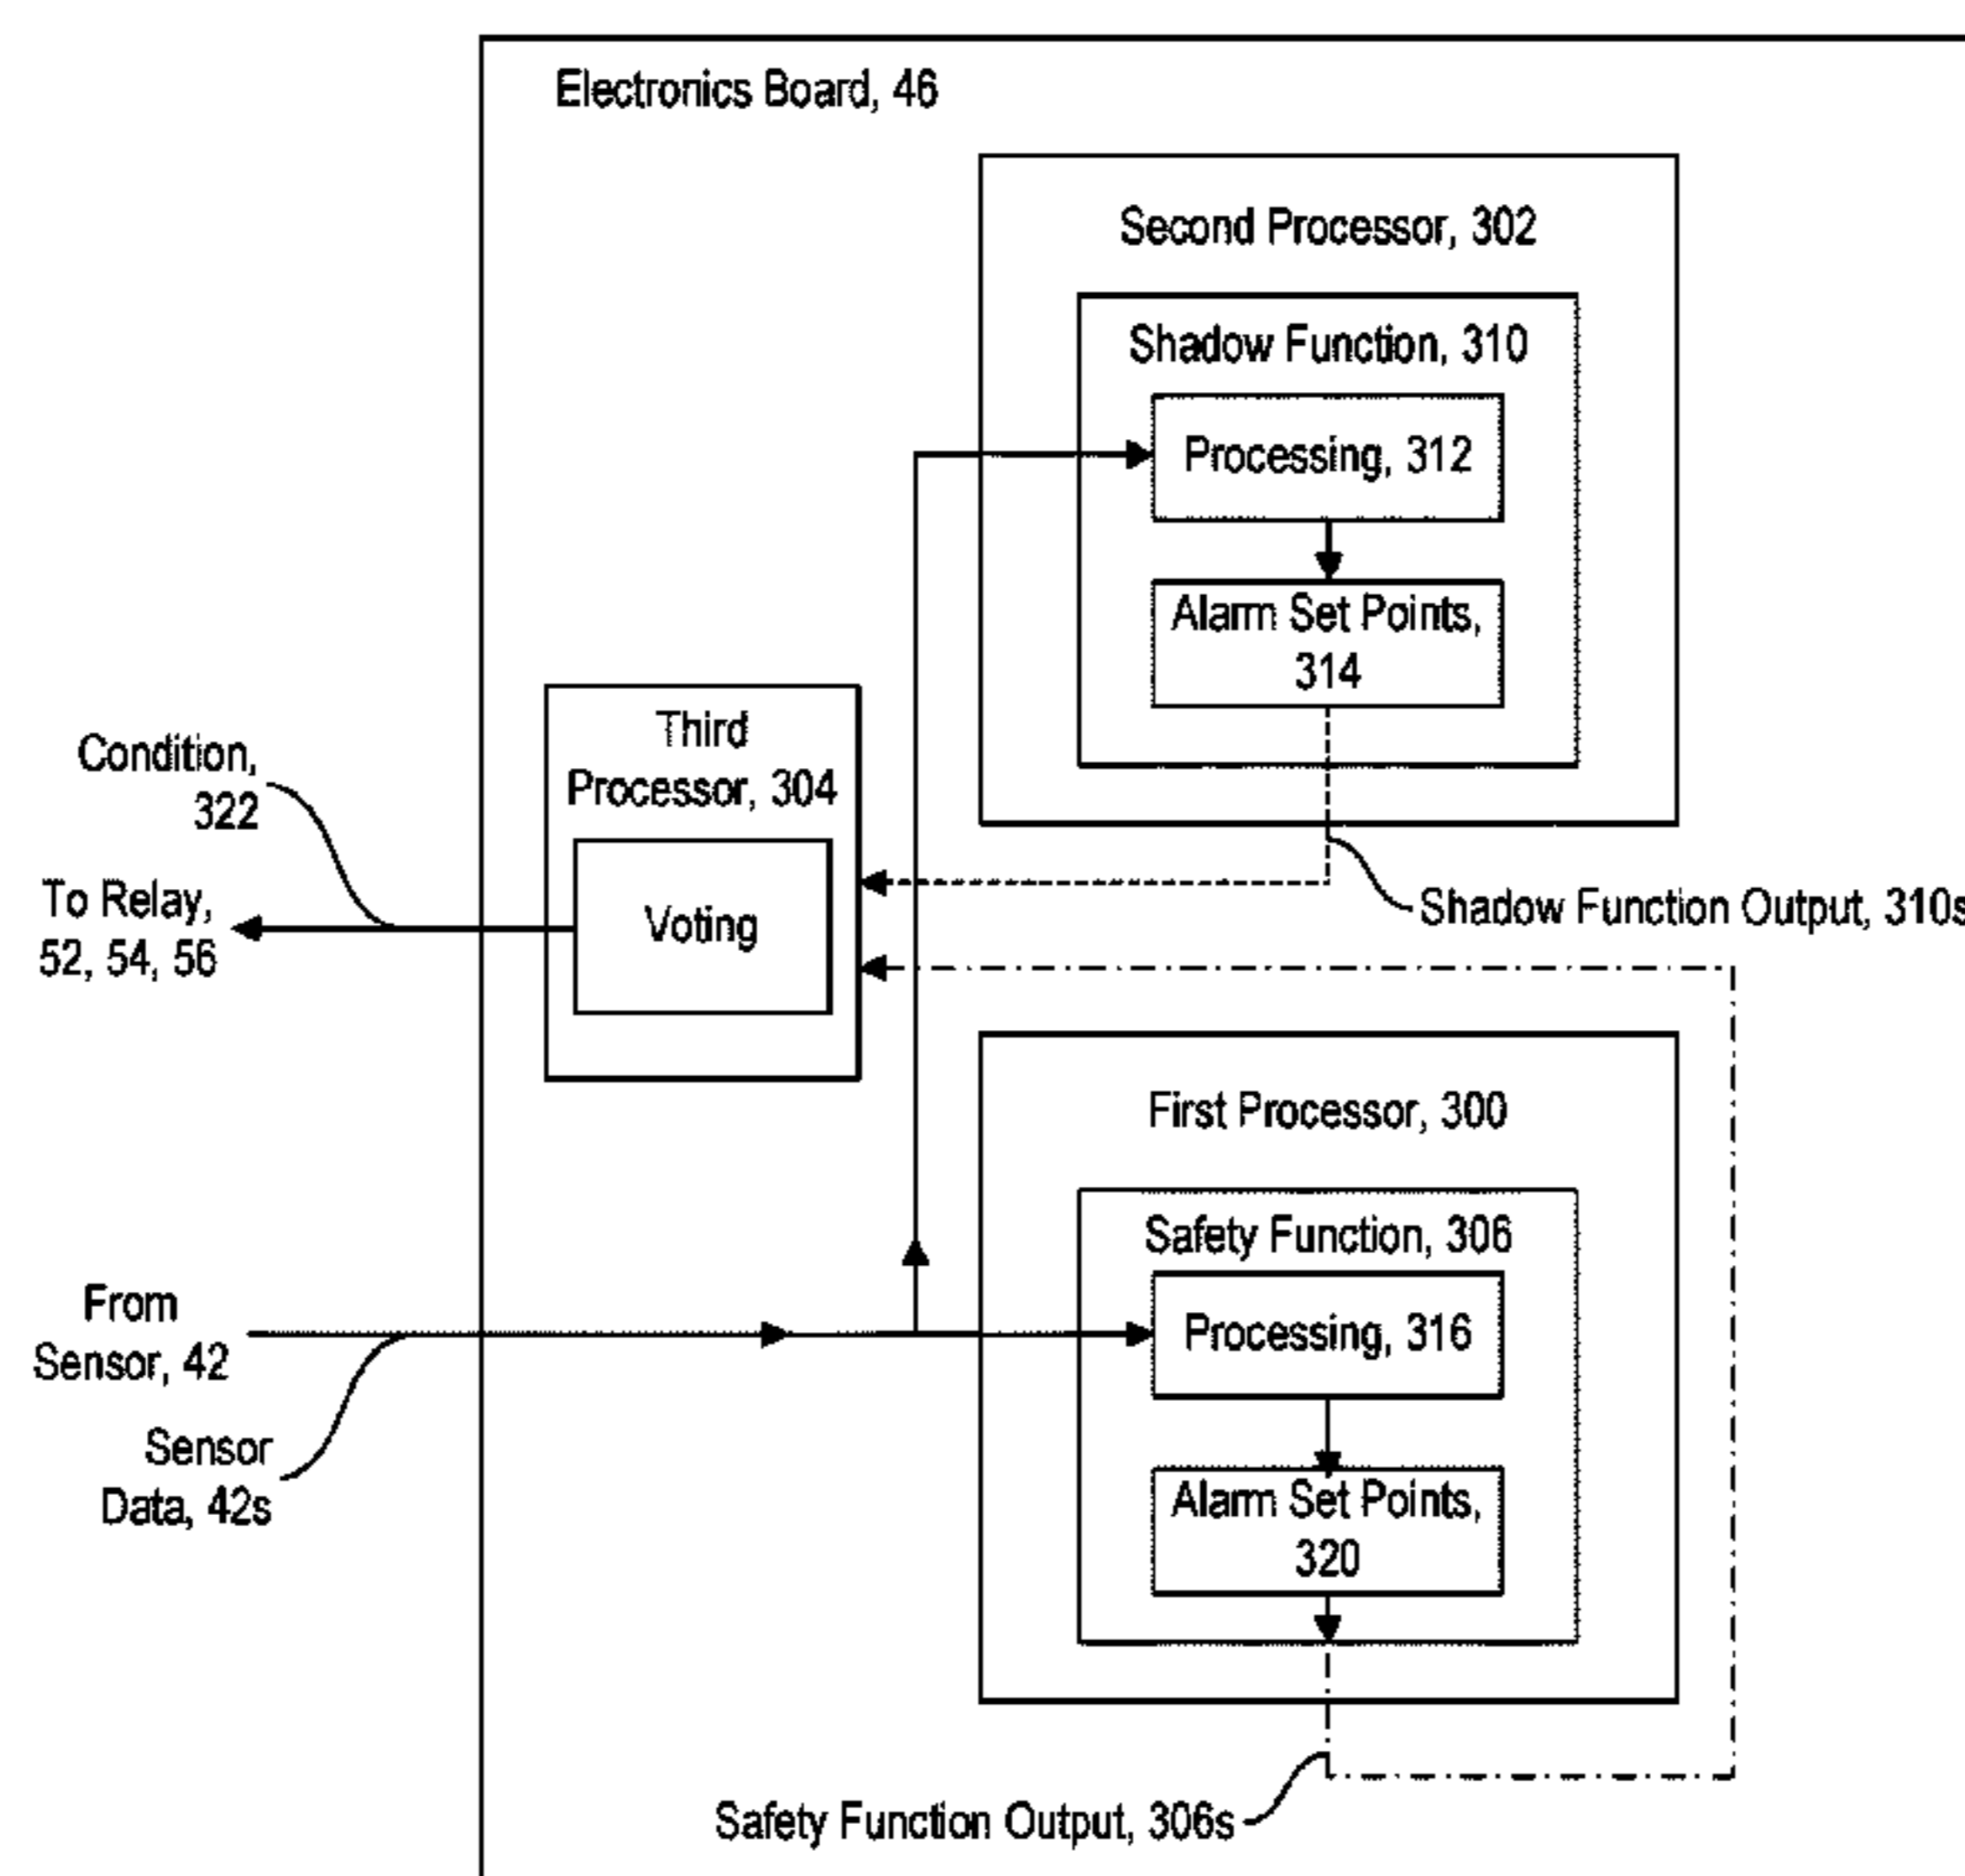 Electronics Board, 46
Second Processor, 302
Shadow Function, 310
Processing, 312
Alarm Set Points,
314
Third
Processor, 304
Voting
Condition,
322
To Relay,
52, 54, 56
Shadow Function Output, 310s
First Processor, 300
Safety Function, 306
Processing, 316
Alarm Set Points,
320
From
Sensor, 42
Sensor
Data, 42s
Safety Function Output, 306s